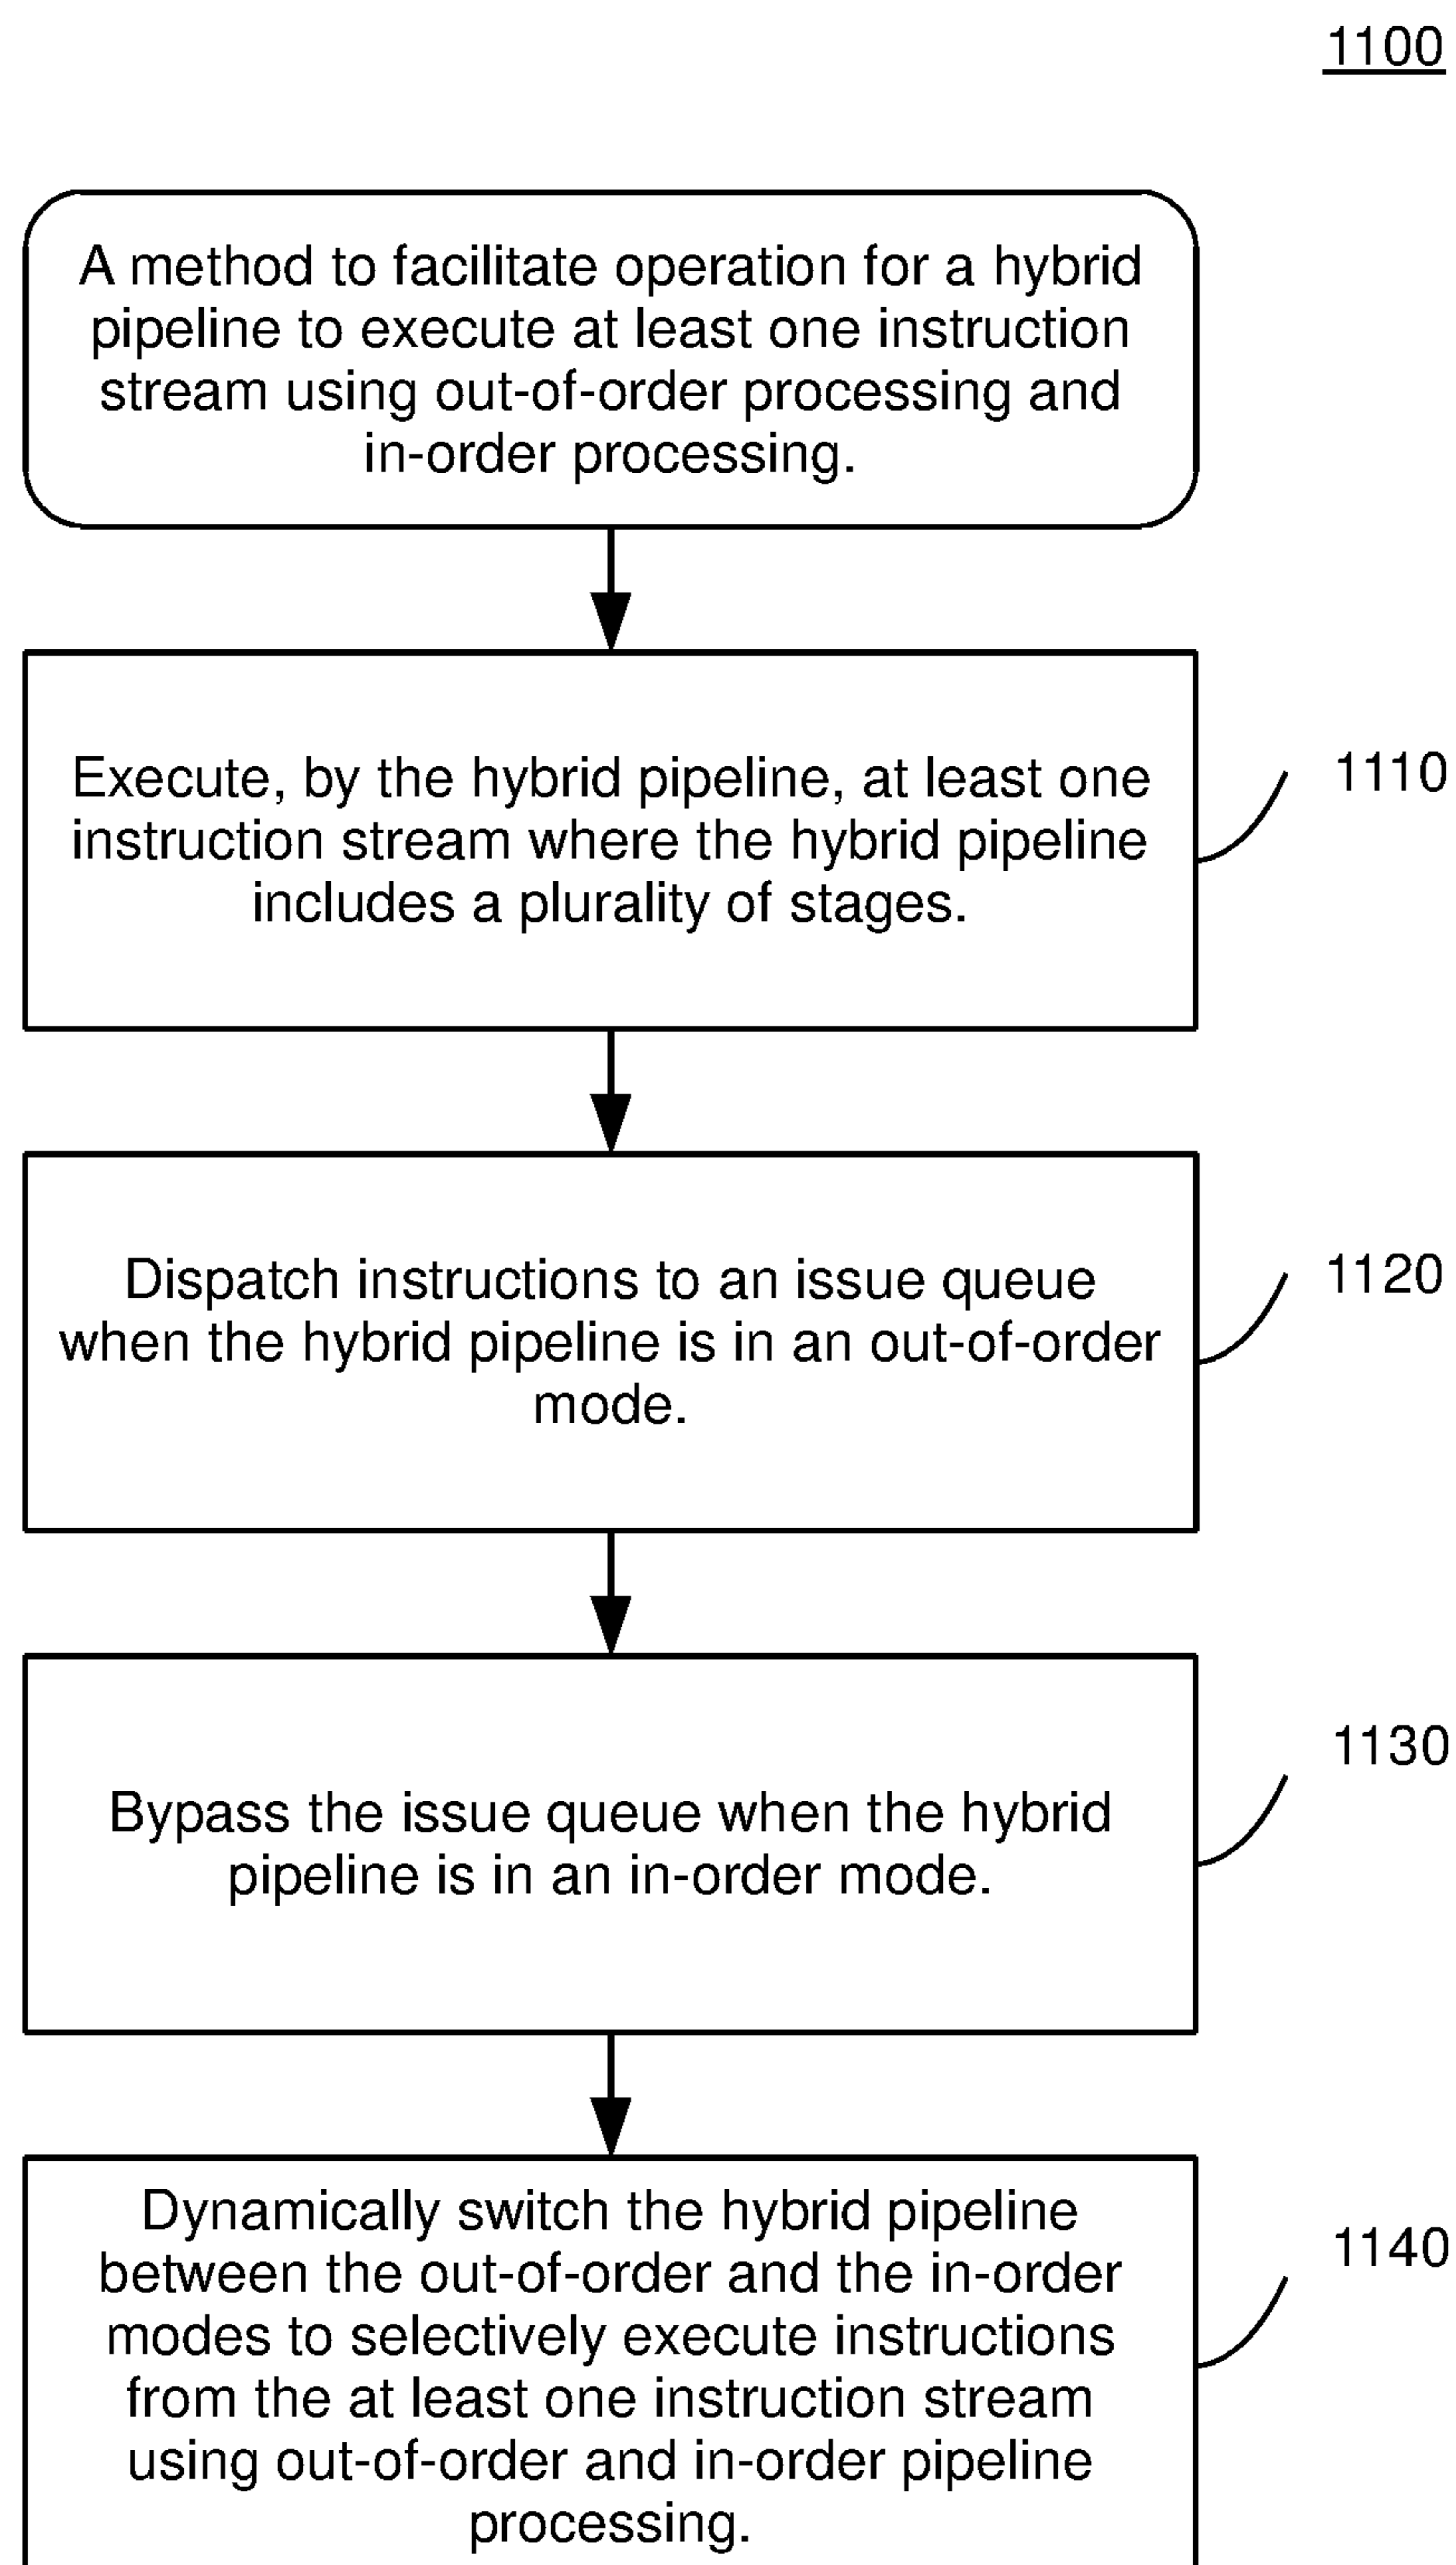 1100
A method to facilitate operation for a hybrid
pipeline to execute at least one instruction
stream using out-of-order processing and
in-order processing.
Execute, by the hybrid pipeline, at least one
instruction stream where the hybrid pipeline
includes a plurality of stages.
1110
Dispatch instructions to an issue queue
when the hybrid pipeline is in an out-of-order
mode.
1120
Bypass the issue queue when the hybrid
pipeline is in an in-order mode.
1130
Dynamically switch the hybrid pipeline
between the out-of-order and the in-order
modes to selectively execute instructions
from the at least one instruction stream
using out-of-order and in-order pipeline
processing.
1140